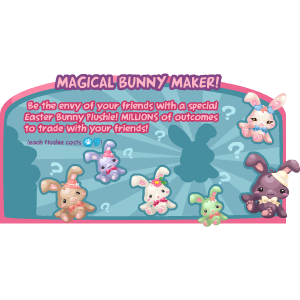 MAGICAL BUNNY MAKER!
Be the envy of your friends with a special
Easter Bunny Plushie! MILLIONS of outcomes
to trade with your friends!
(each Plushie costs
? ? ? ? ?